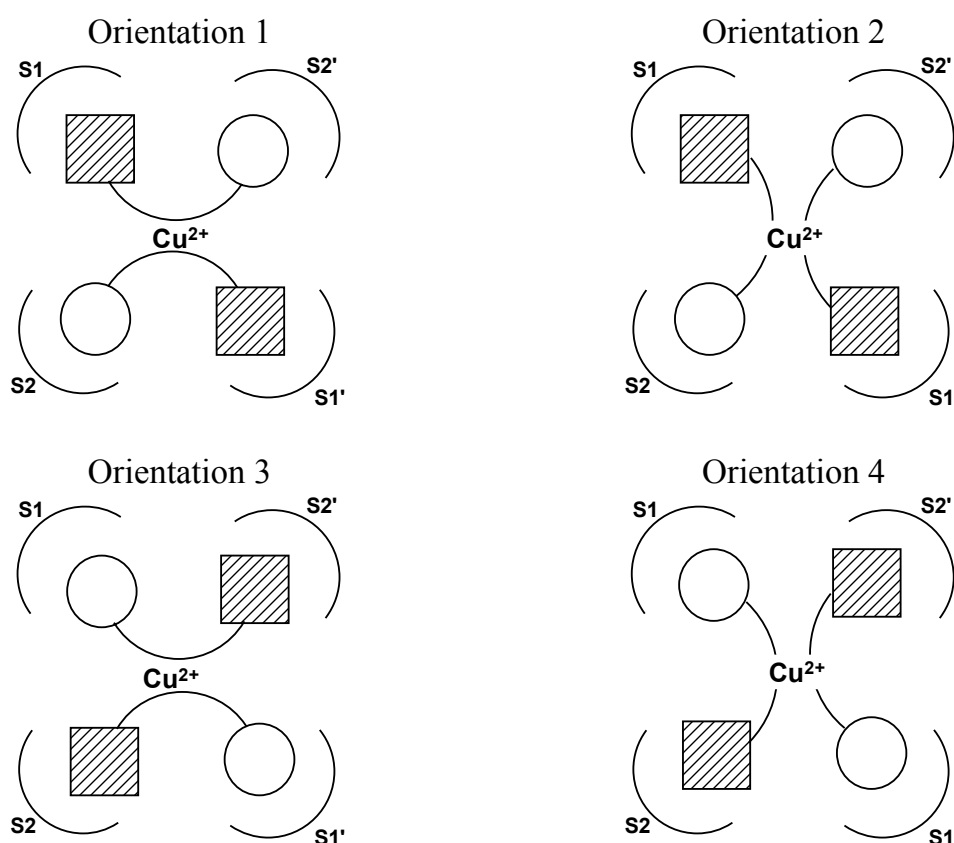 Orientation 1
Orientation 2
S1
S2'
S1
S2'
Cu²⁺
Cu²⁺
S2
S1'
S2
S1
Orientation 3
Orientation 4
S1
S2'
S1
S2'
Cu²⁺
Cu²⁺
S2
S1'
S2
S1